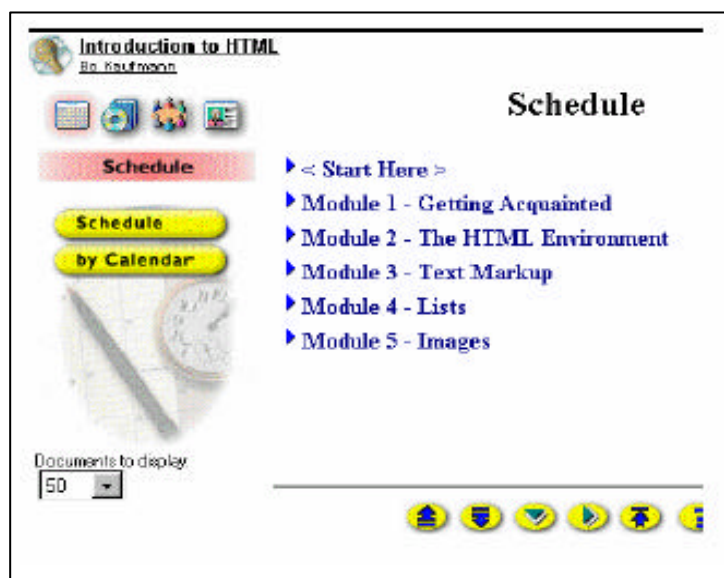 Introduction to HTML
Bo Kaufmann
Schedule
Schedule
Schedule
by Calendar
< Start Here >
Module 1 - Getting Acquainted
Module 2 - The HTML Environment
Module 3 - Text Markup
Module 4 - Lists
Module 5 - Images
Documents to display:
50